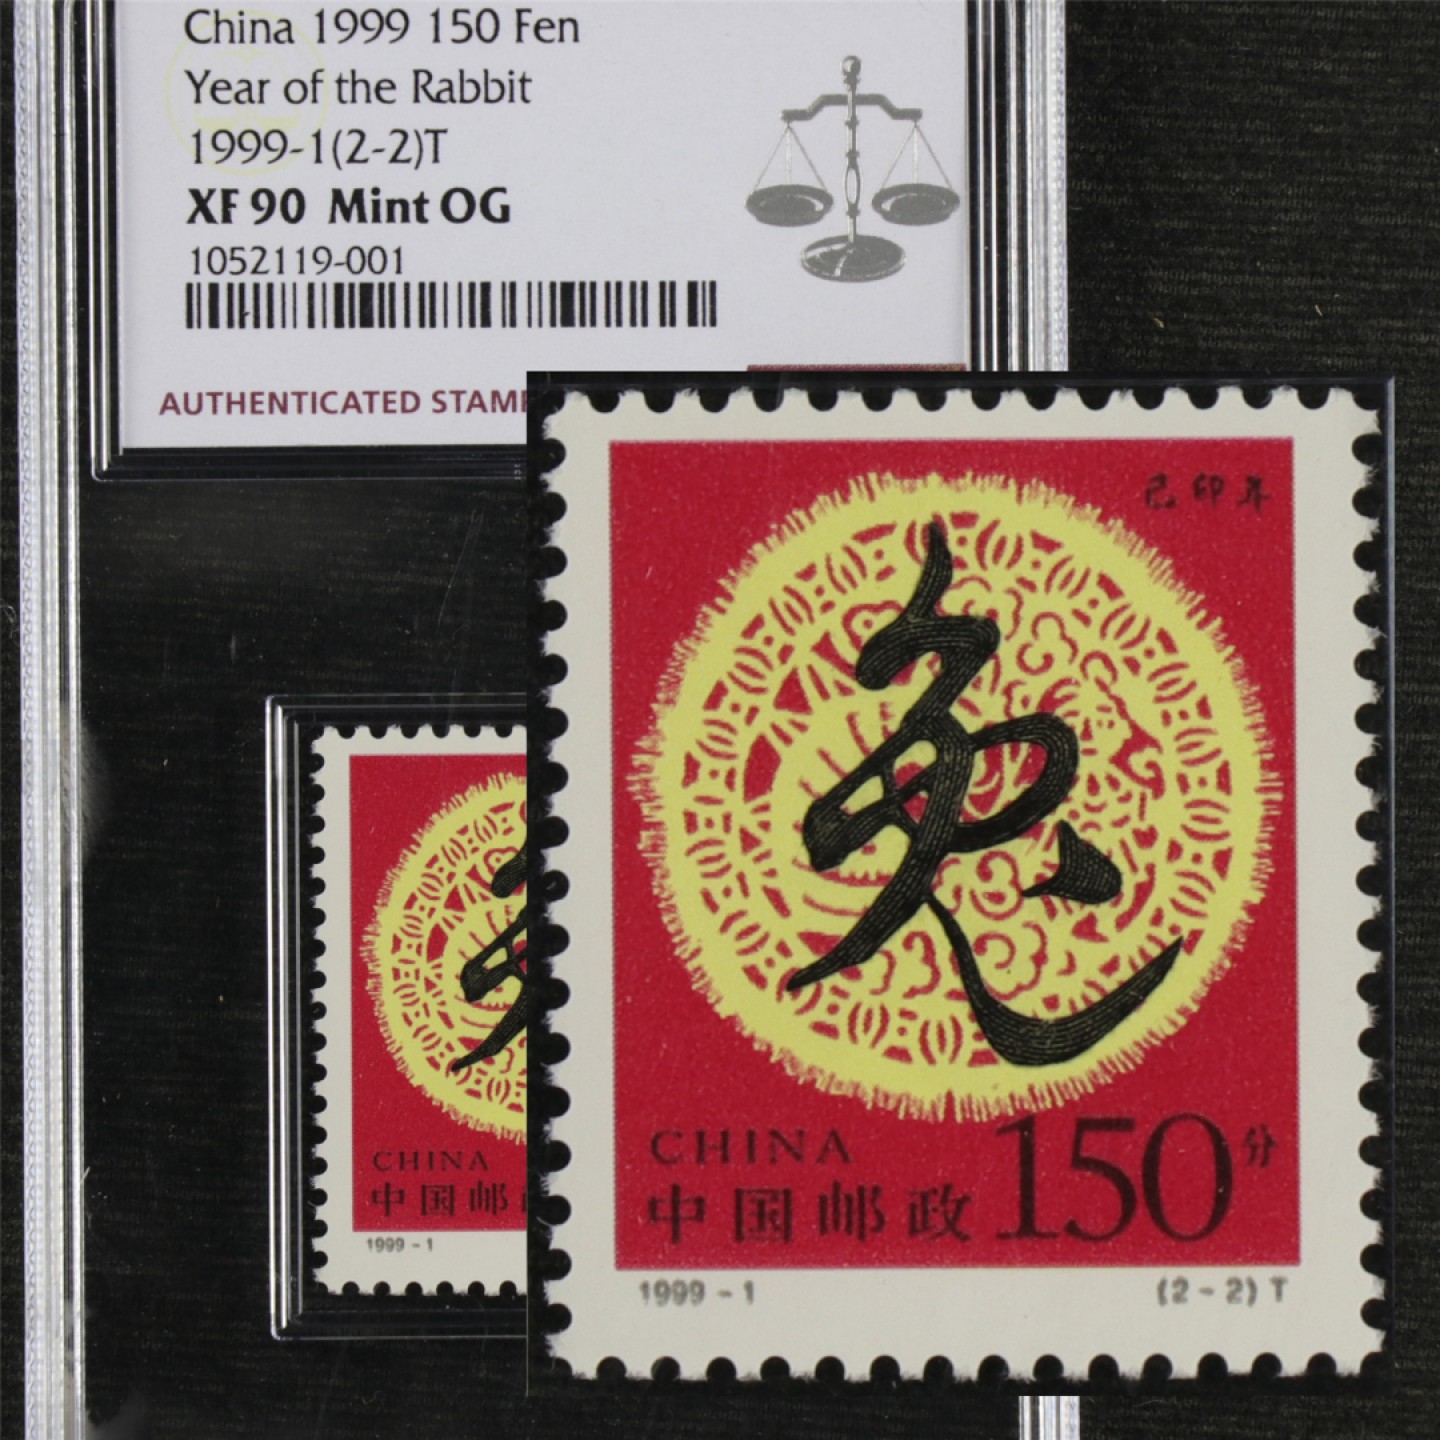 China 1999 150 Fen
Year of the Rabbit
1999-1(2-2)T
XF 90 Mint OG
1052119-001
AUTHENTICATED STAMP
己卯年
兔
CHINA
中国邮政 150分
1999-1 (2-2) T
CHINA
中国邮
1999-1